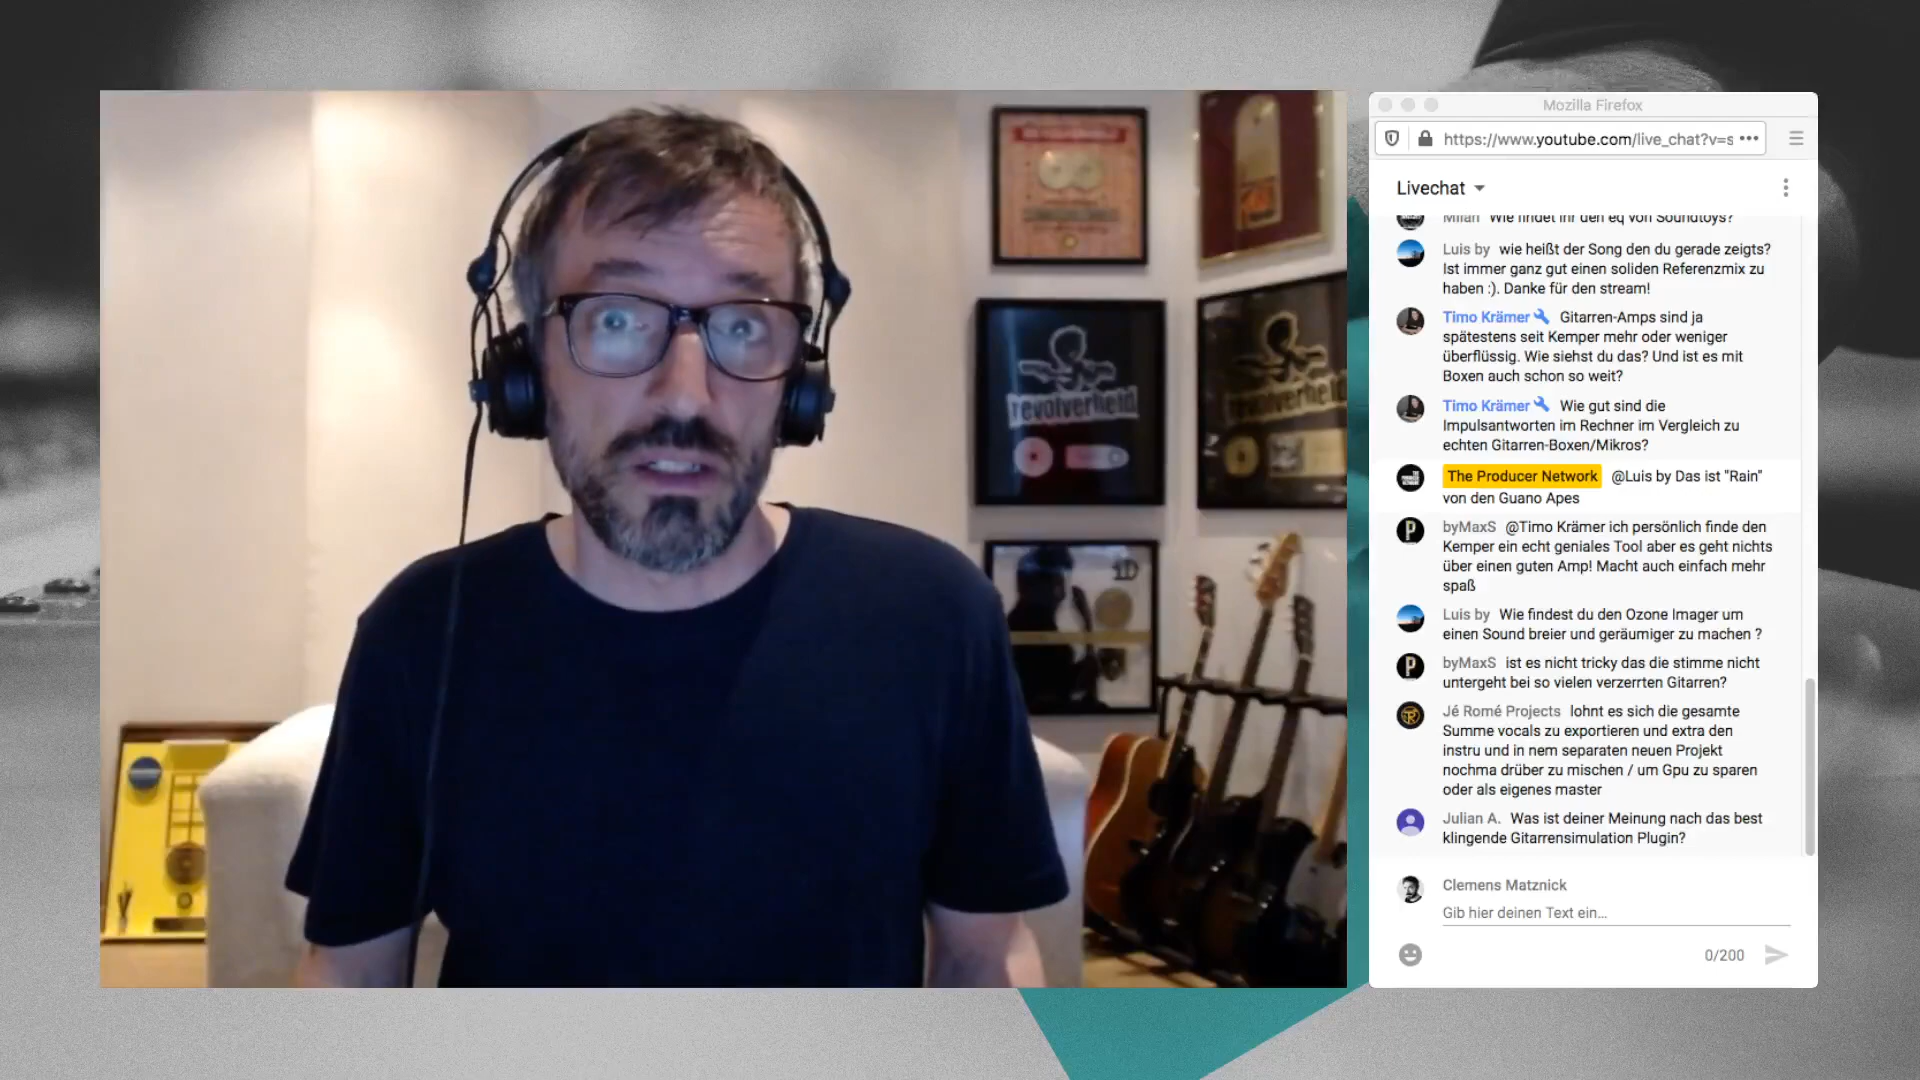 Mozilla Firefox
https://www.youtube.com/live_chat?v=s
Livechat
Milan Wie findet ihr den eq von Soundtoys?
Luis by wie heißt der Song den du gerade zeigts?
Ist immer ganz gut einen soliden Referenzmix zu
haben :). Danke für den stream!
Timo Krämer Gitarren-Amps sind ja
spätestens seit Kemper mehr oder weniger
überflüssig. Wie siehst du das? Und ist es mit
Boxen auch schon so weit?
Timo Krämer Wie gut sind die
Impulsantworten im Rechner im Vergleich zu
echten Gitarren-Boxen/Mikros?
The Producer Network @Luis by Das ist "Rain"
von den Guano Apes
byMaxS @Timo Krämer ich persönlich finde den
Kemper ein echt geniales Tool aber es geht nichts
über einen guten Amp! Macht auch einfach mehr
spaß
Luis by Wie findest du den Ozone Imager um
einen Sound breier und geräumiger zu machen ?
byMaxS ist es nicht tricky das die stimme nicht
untergeht bei so vielen verzerrten Gitarren?
Jé Romé Projects lohnt es sich die gesamte
Summe vocals zu exportieren und extra den
instru und in nem separaten neuen Projekt
nochma drüber zu mischen / um Gpu zu sparen
oder als eigenes master
Julian A. Was ist deiner Meinung nach das best
klingende Gitarrensimulation Plugin?
Clemens Matznick
Gib hier deinen Text ein...
0/200
revolverheld
revolverheld
1D